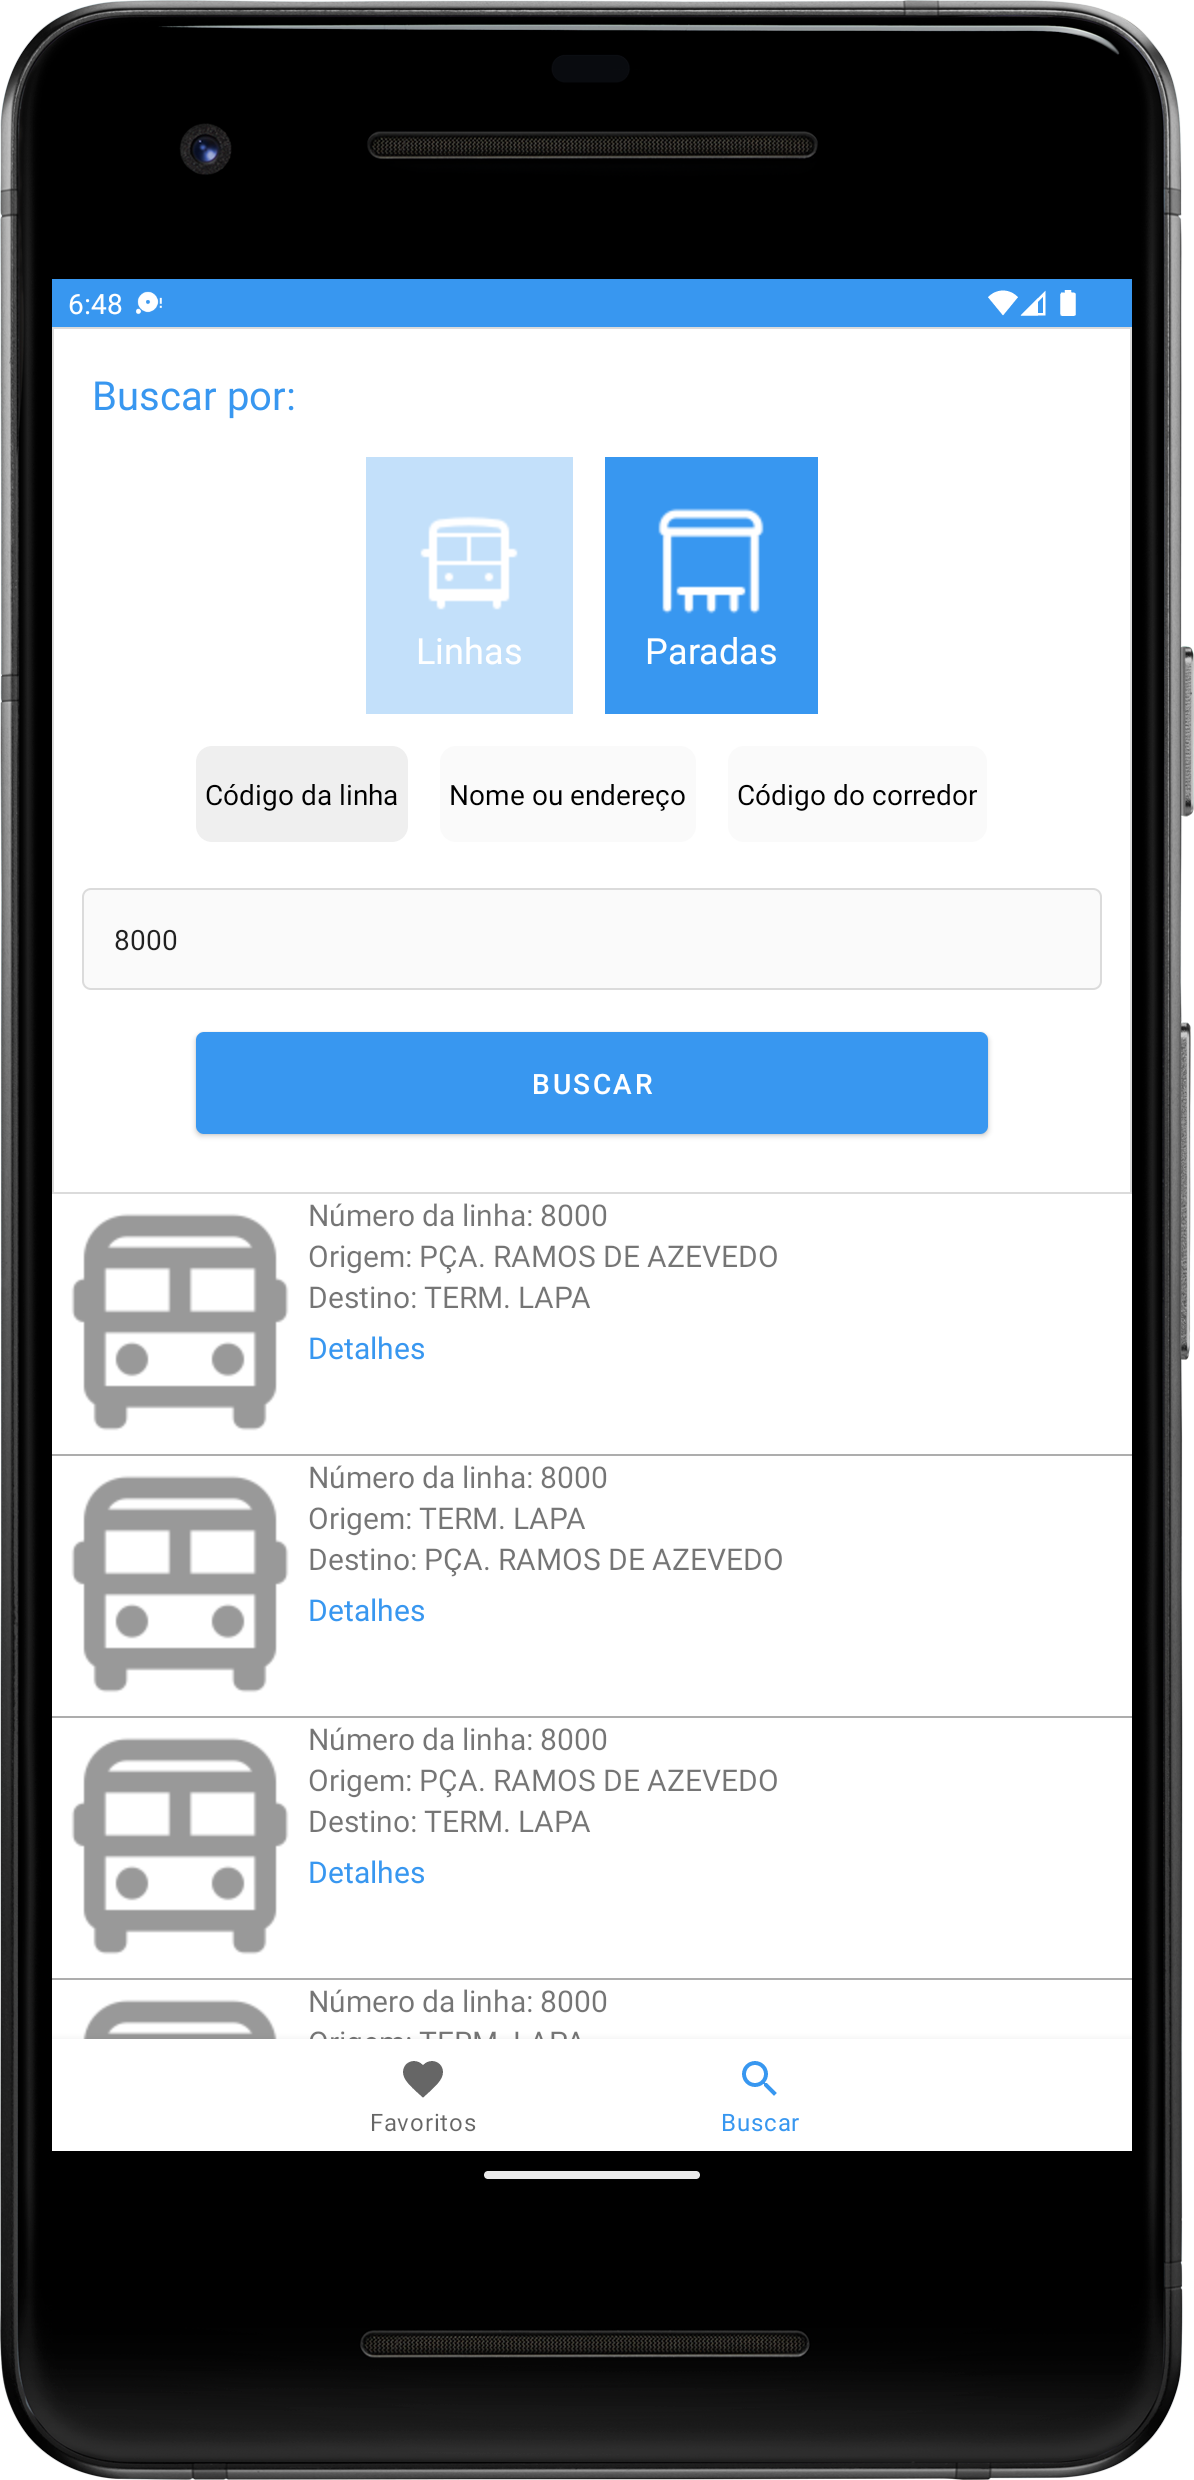 6:48
Buscar por:
Linhas
Paradas
Código da linha
Nome ou endereço
Código do corredor
8000
BUSCAR
Número da linha: 8000
Origem: PÇA. RAMOS DE AZEVEDO
Destino: TERM. LAPA
Detalhes
Número da linha: 8000
Origem: TERM. LAPA
Destino: PÇA. RAMOS DE AZEVEDO
Detalhes
Número da linha: 8000
Origem: PÇA. RAMOS DE AZEVEDO
Destino: TERM. LAPA
Detalhes
Número da linha: 8000
Origem: TERM. LAPA
Favoritos
Buscar